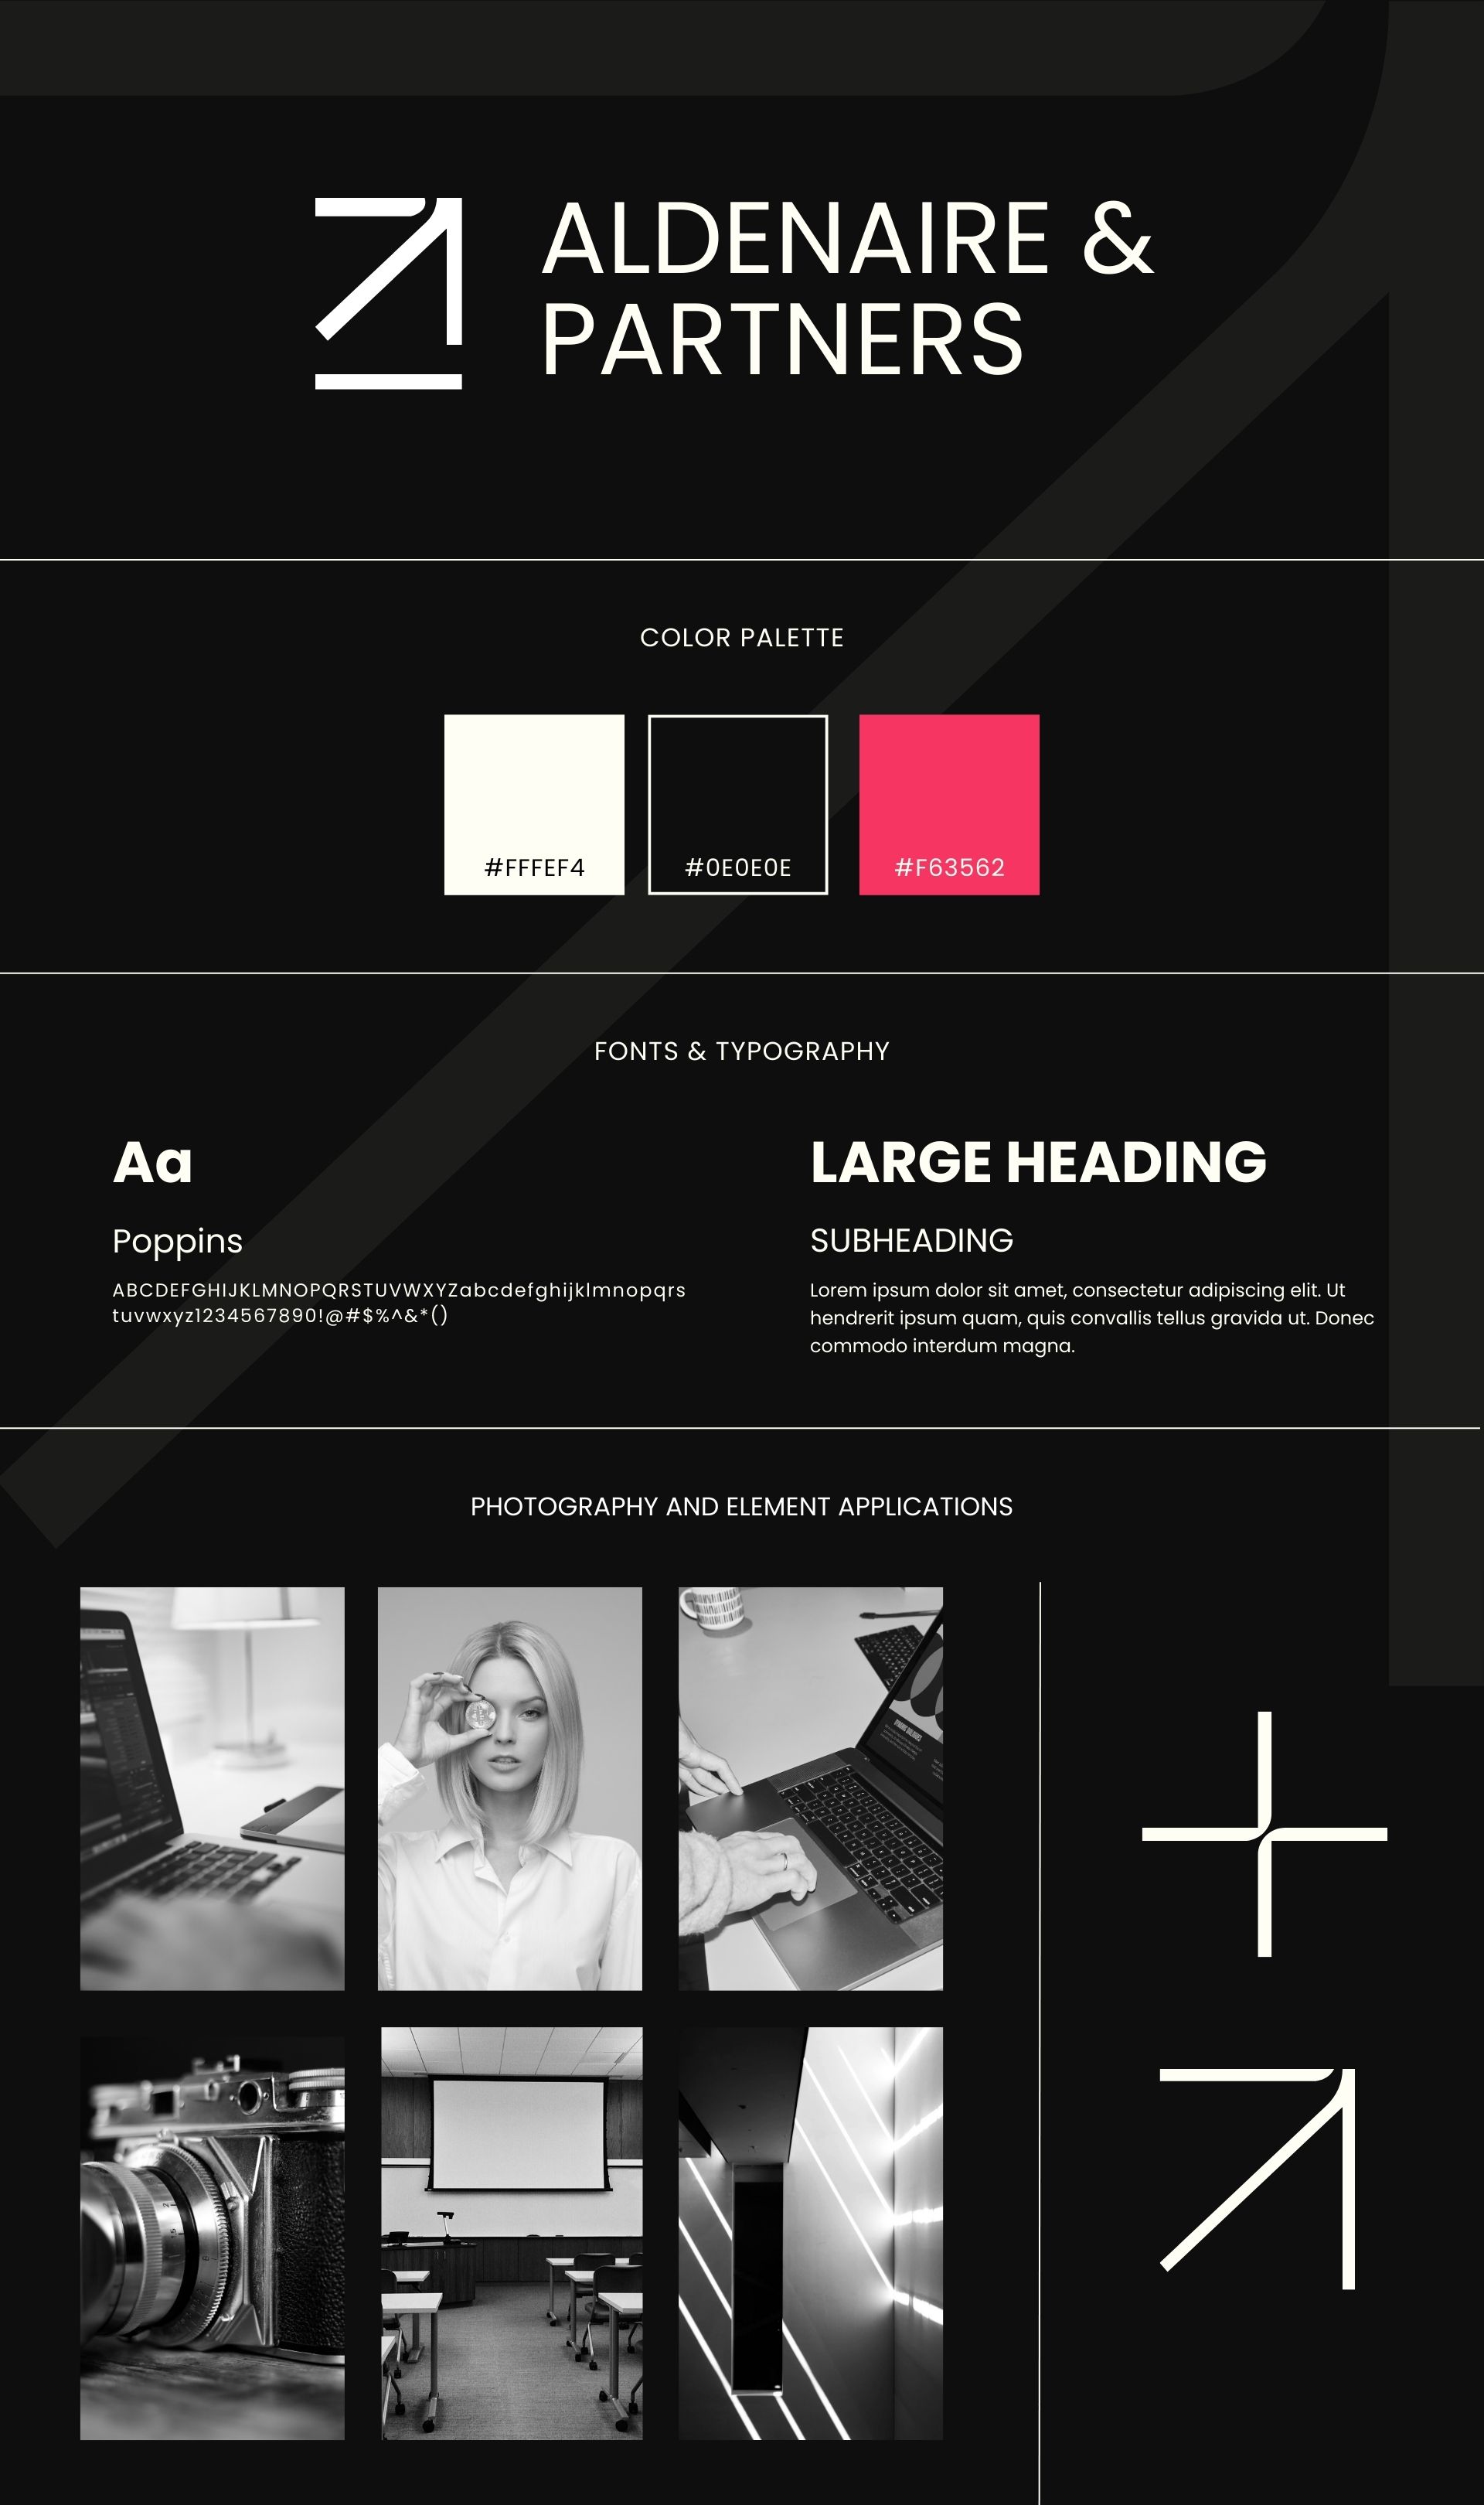 ALDENAIRE &
PARTNERS
COLOR PALETTE
#FFFEF4
#0E0E0E
#F63562
FONTS & TYPOGRAPHY
Aa
Poppins
ABCDEFGHIJKLMNOPQRSTUVWXYZabcdefghijklmnopqrs
tuvwxyz1234567890!@#$%^&*()
LARGE HEADING
SUBHEADING
Lorem ipsum dolor sit amet, consectetur adipiscing elit. Ut
hendrerit ipsum quam, quis convallis tellus gravida ut. Donec
commodo interdum magna.
PHOTOGRAPHY AND ELEMENT APPLICATIONS